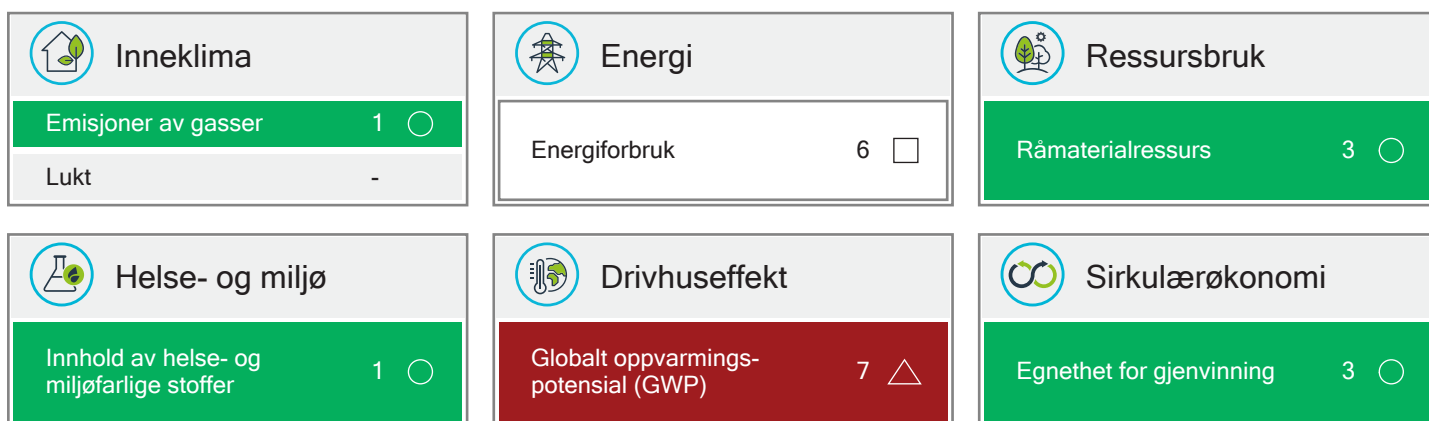 Inneklima
Emisjoner av gasser 1
Lukt -
Energi
Energiforbruk 6
Ressursbruk
Råmaterialressurs 3
Helse- og miljø
Innhold av helse- og
miljøfarlige stoffer 1
Drivhuseffekt
Globalt oppvarmings-
potensial (GWP) 7
Sirkulærøkonomi
Egnethet for gjenvinning 3